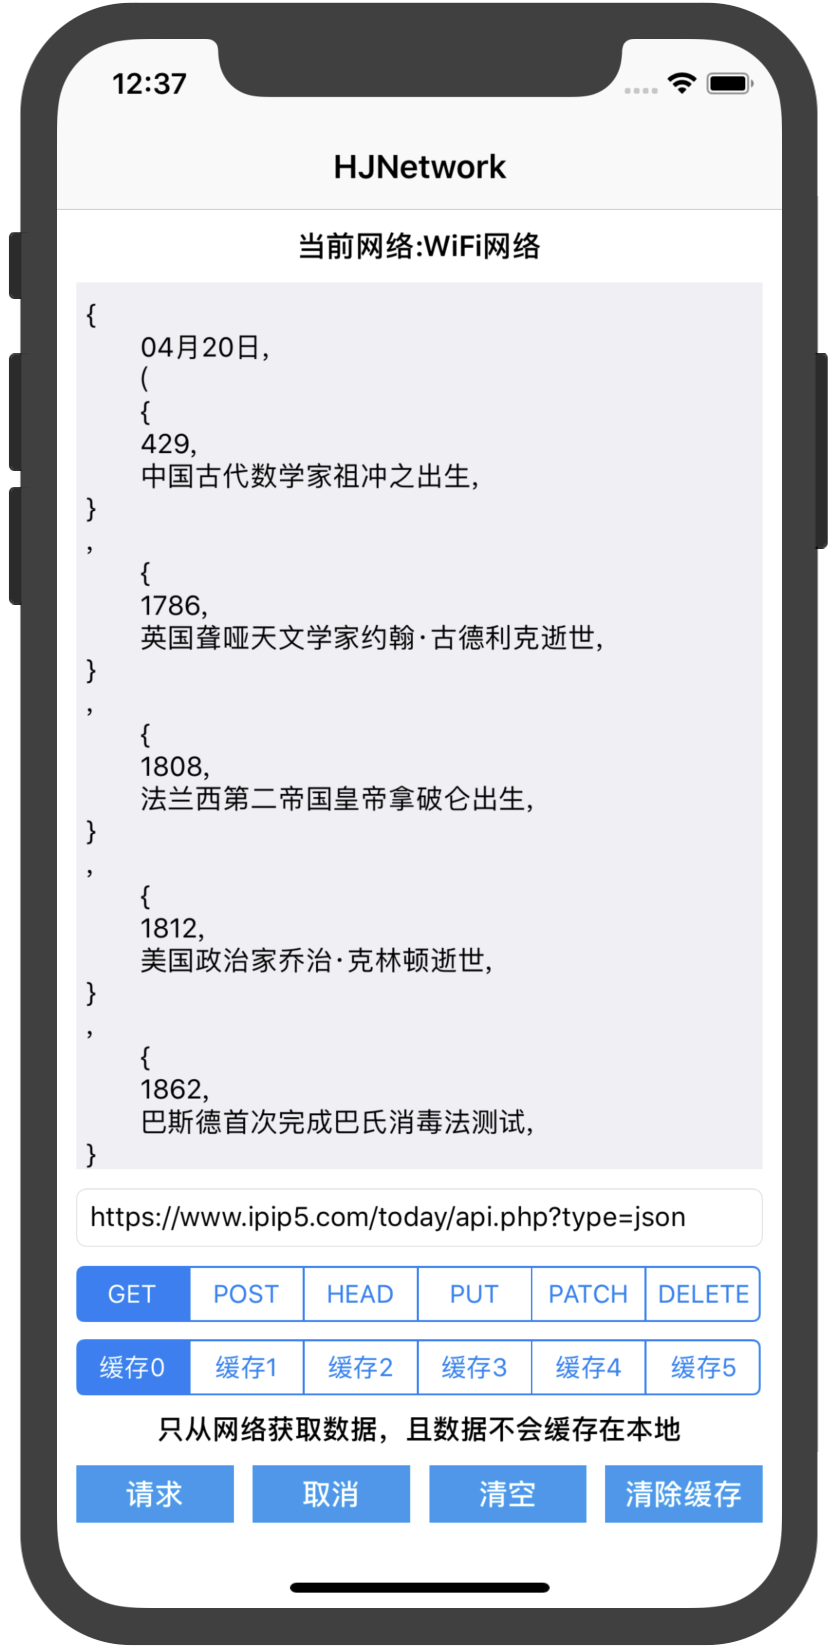 12:37
HJNetwork
当前网络:WiFi网络
{
04月20日,
(
{
429,
中国古代数学家祖冲之出生,
}
,
{
1786,
英国聋哑天文学家约翰·古德利克逝世,
}
,
{
1808,
法兰西第二帝国皇帝拿破仑出生,
}
,
{
1812,
美国政治家乔治·克林顿逝世,
}
,
{
1862,
巴斯德首次完成巴氏消毒法测试,
}
https://www.ipip5.com/today/api.php?type=json
GET POST HEAD PUT PATCH DELETE
缓存0 缓存1 缓存2 缓存3 缓存4 缓存5
只从网络获取数据，且数据不会缓存在本地
请求 取消 清空 清除缓存